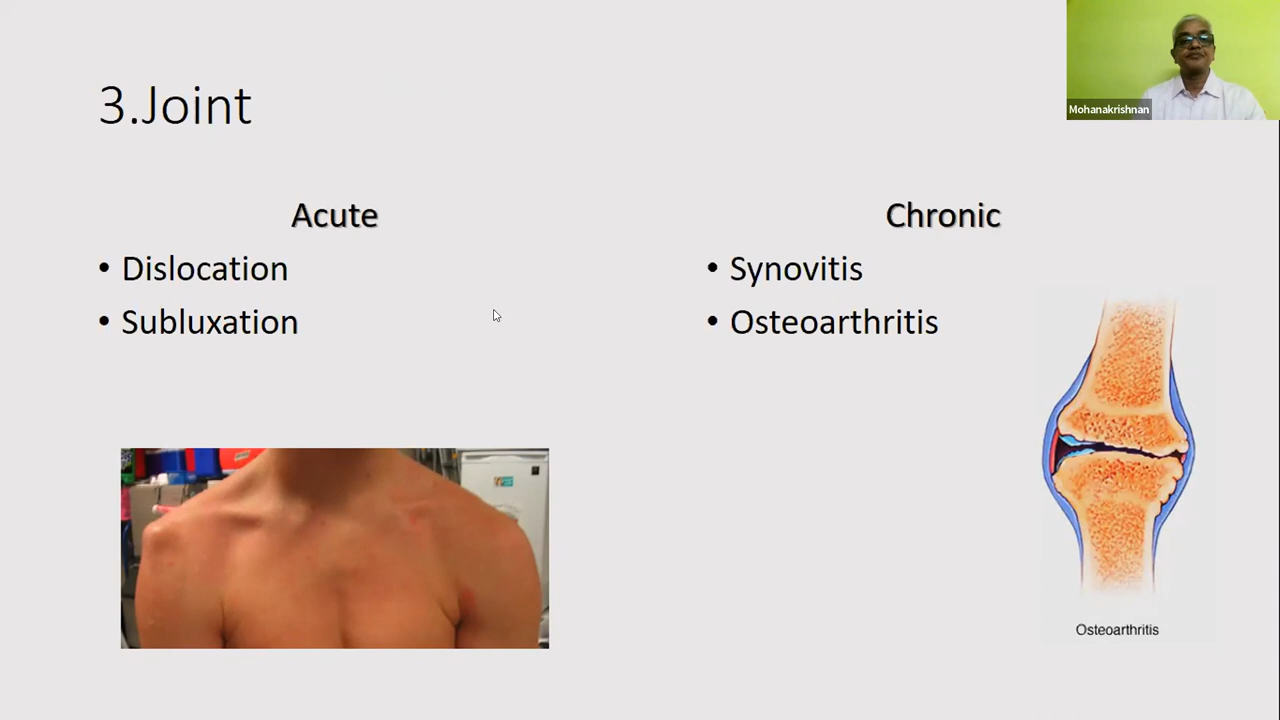 Mohanakrishnan
3.Joint
Acute
• Dislocation
• Subluxation
Chronic
• Synovitis
• Osteoarthritis
Osteoarthritis